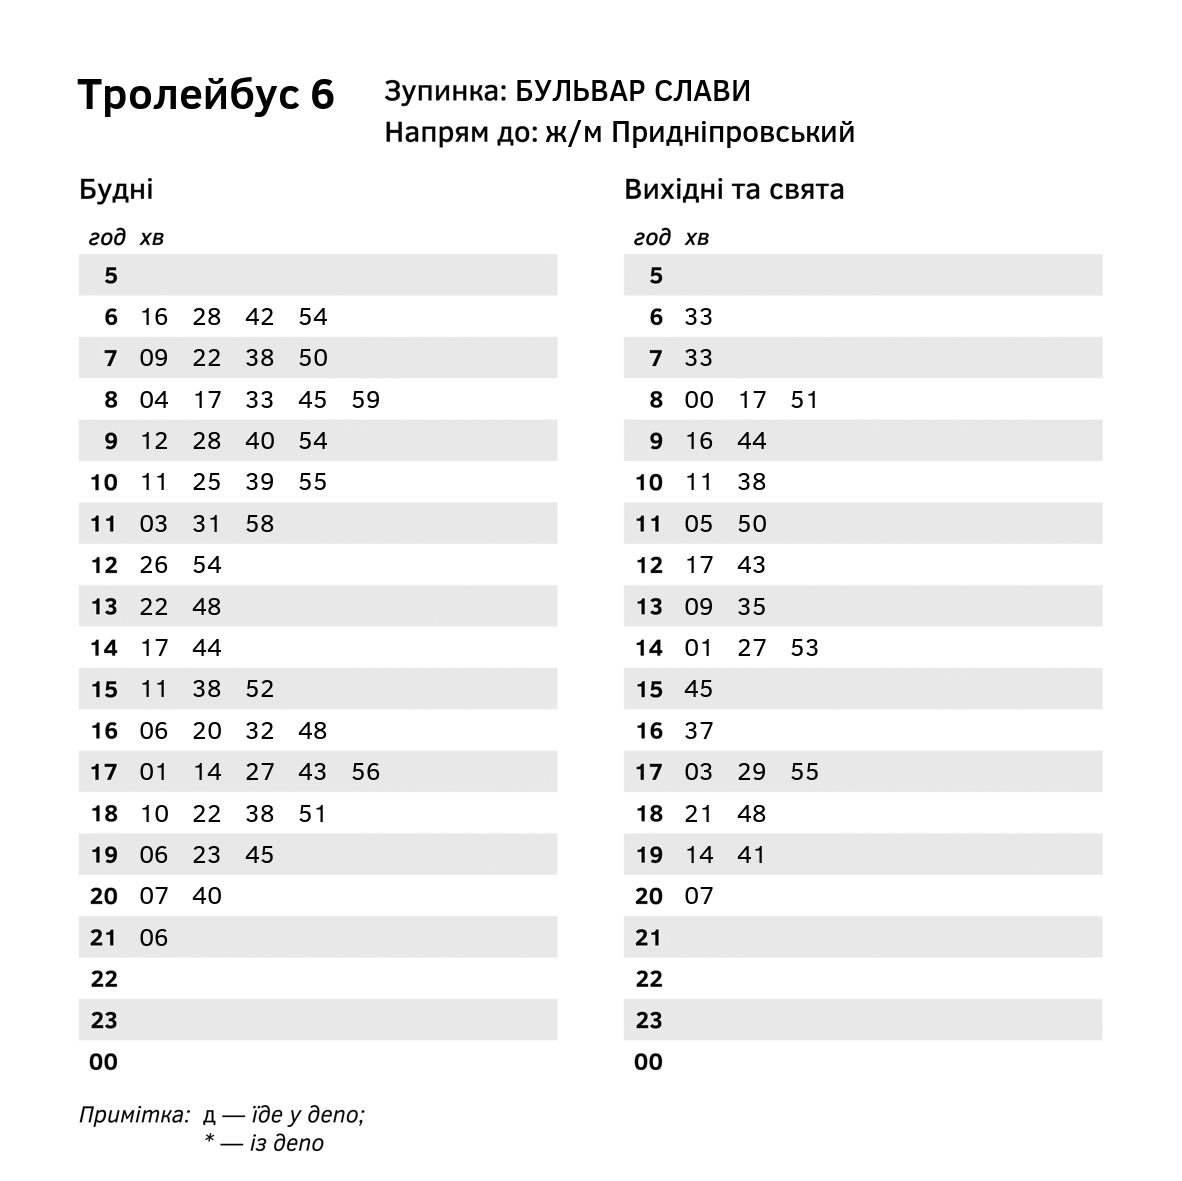 Тролейбус 6
Зупинка: БУЛЬВАР СЛАВИ
Напрям до: ж/м Придніпровський
Будні
год хв
5
6 16 28 42 54
7 09 22 38 50
8 04 17 33 45 59
9 12 28 40 54
10 11 25 39 55
11 03 31 58
12 26 54
13 22 48
14 17 44
15 11 38 52
16 06 20 32 48
17 01 14 27 43 56
18 10 22 38 51
19 06 23 45
20 07 40
21 06
22
23
00
Вихідні та свята
год хв
5
6 33
7 33
8 00 17 51
9 16 44
10 11 38
11 05 50
12 17 43
13 09 35
14 01 27 53
15 45
16 37
17 03 29 55
18 21 48
19 14 41
20 07
21
22
23
00
Примітка: д — їде у депо;
* — із депо